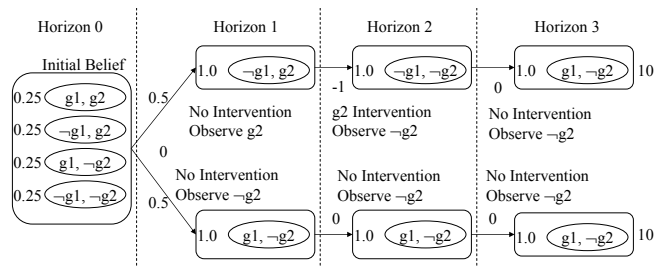 Horizon 0
Horizon 1
Horizon 2
Horizon 3
Initial Belief
0.25 g1, g2
0.25 ¬g1, g2
0.25 g1, ¬g2
0.25 ¬g1, ¬g2
0.5
0
0.5
1.0 ¬g1, g2
No Intervention
Observe g2
-1
1.0 ¬g1, ¬g2
g2 Intervention
Observe ¬g2
0
1.0 g1, ¬g2
10
No Intervention
Observe ¬g2
No Intervention
Observe ¬g2
1.0 g1, ¬g2
No Intervention
Observe ¬g2
0
1.0 g1, ¬g2
No Intervention
Observe ¬g2
0
1.0 g1, ¬g2
10